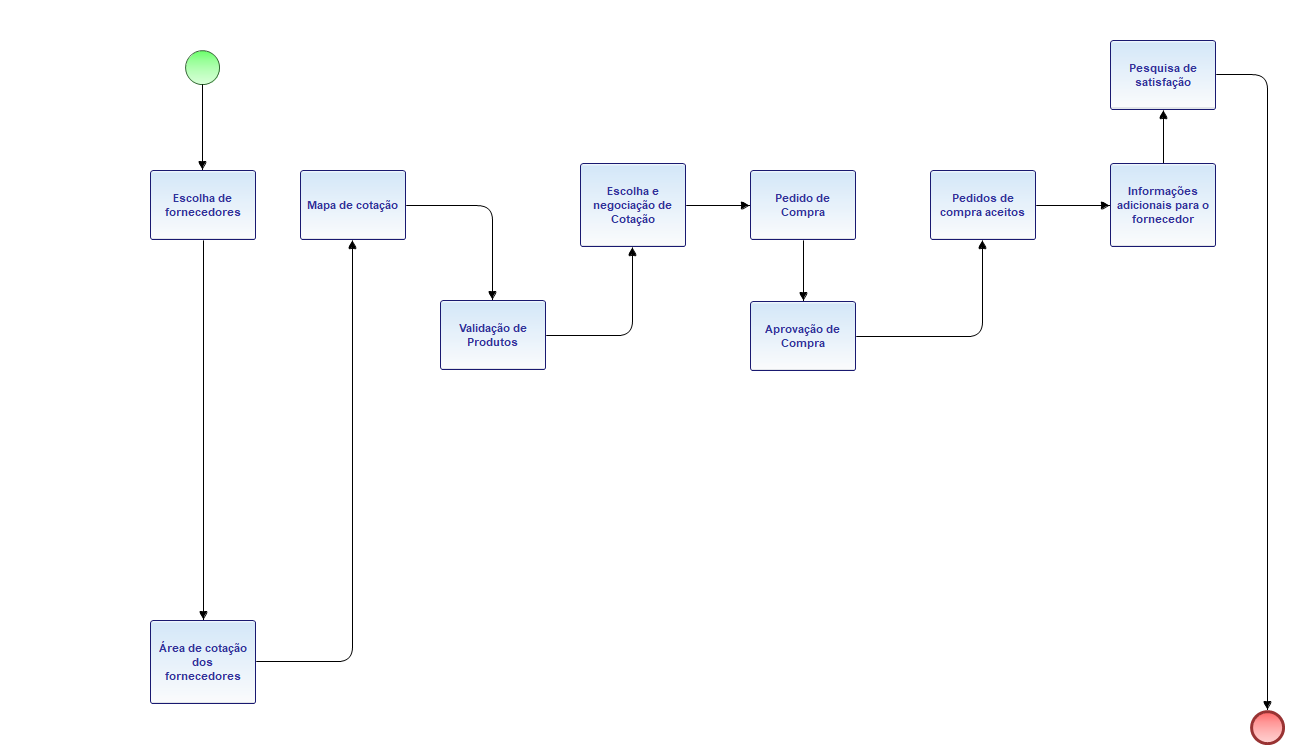 Escolha de
fornecedores
Área de cotação
dos
fornecedores
Mapa de cotação
Validação de
Produtos
Escolha e
negociação de
Cotação
Pedido de
Compra
Aprovação de
Compra
Pedidos de
compra aceitos
Informações
adicionais para o
fornecedor
Pesquisa de
satisfação